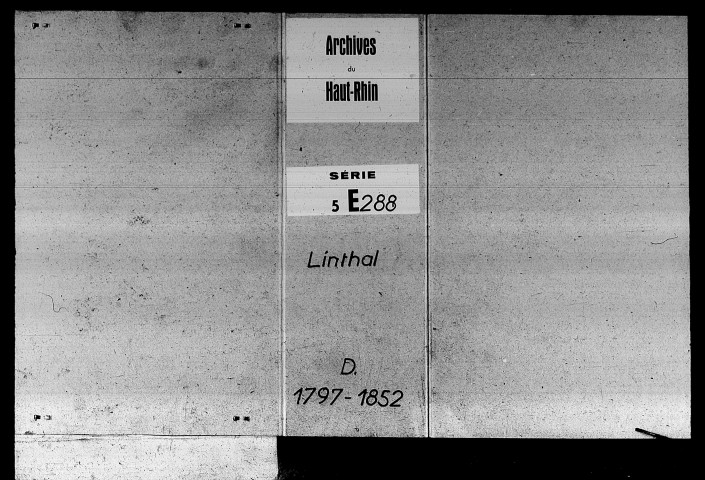 Archives
du
Haut-Rhin
SÉRIE
5 E288
Linthal
D.
1797-1852